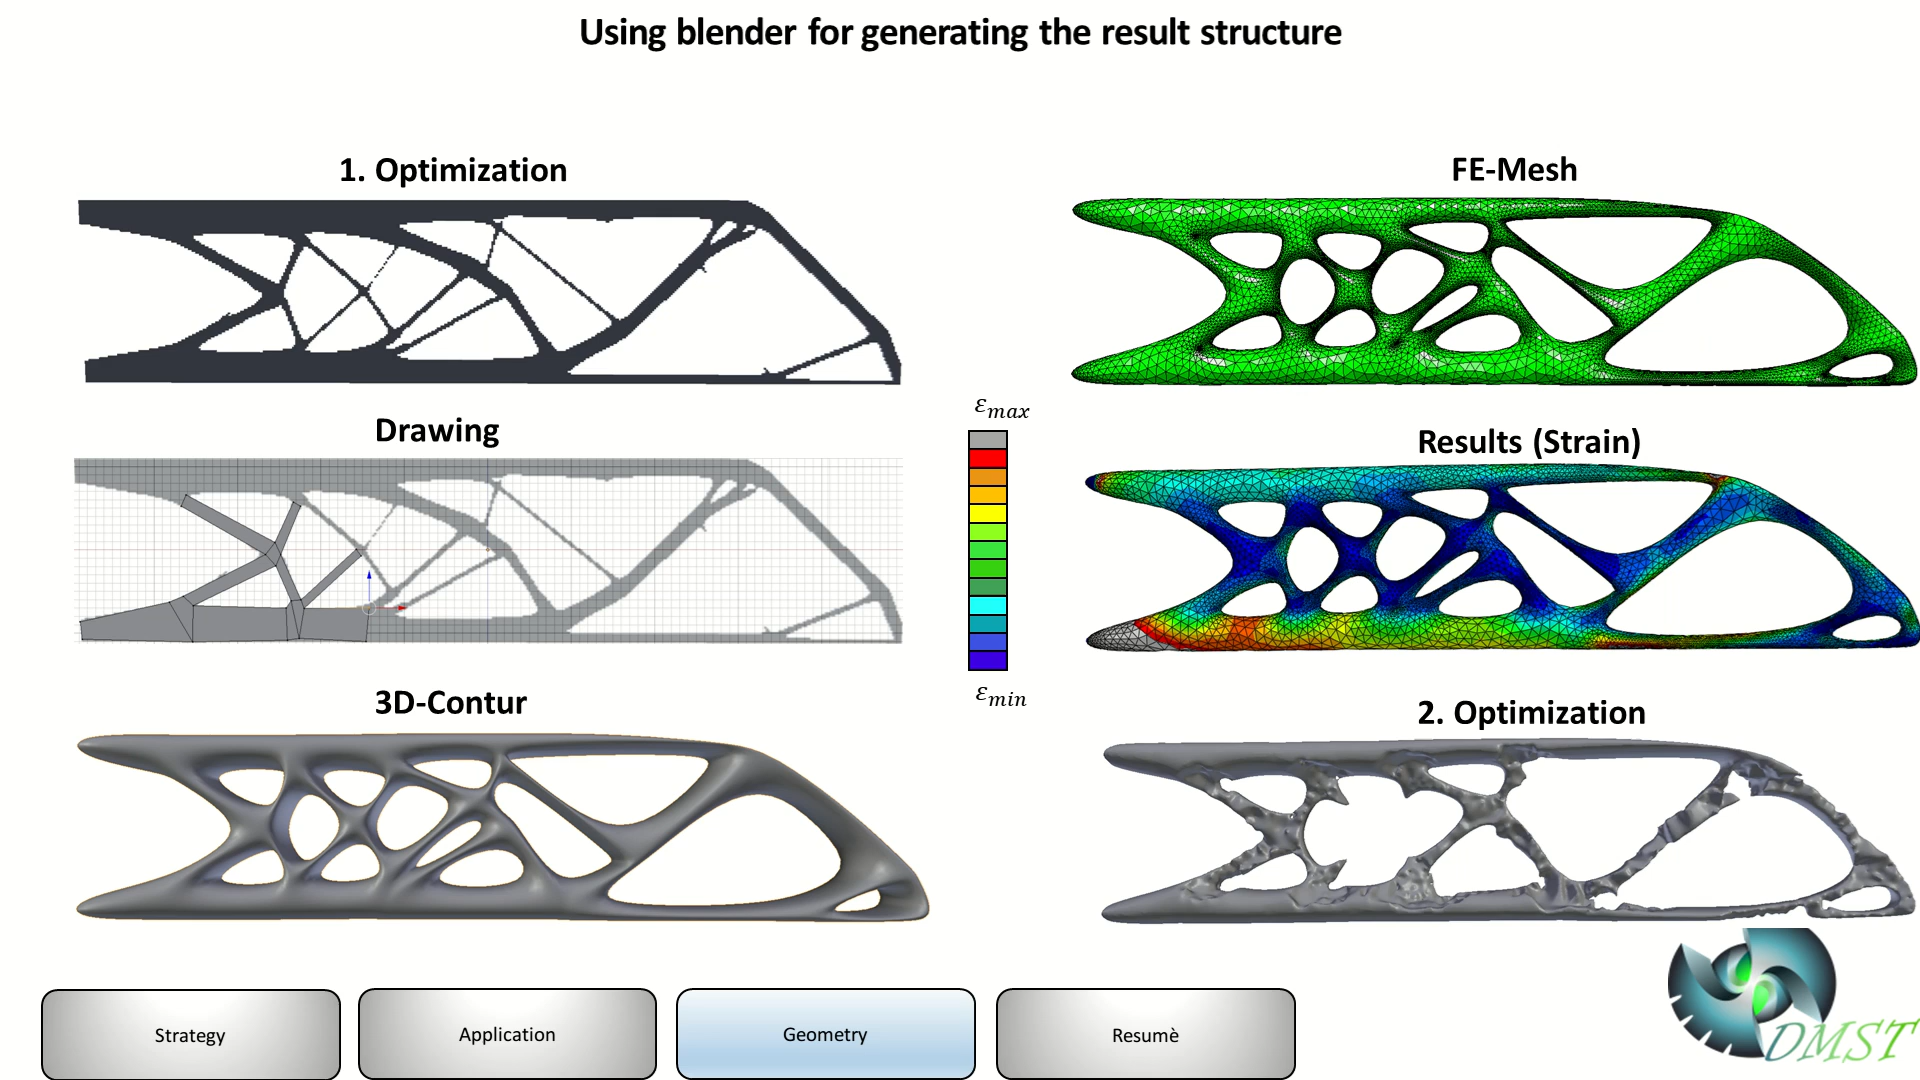 Using blender for generating the result structure
1. Optimization
FE-Mesh
εmax
Drawing
Results (Strain)
εmin
3D-Contur
2. Optimization
Strategy
Application
Geometry
Resumè
DMST